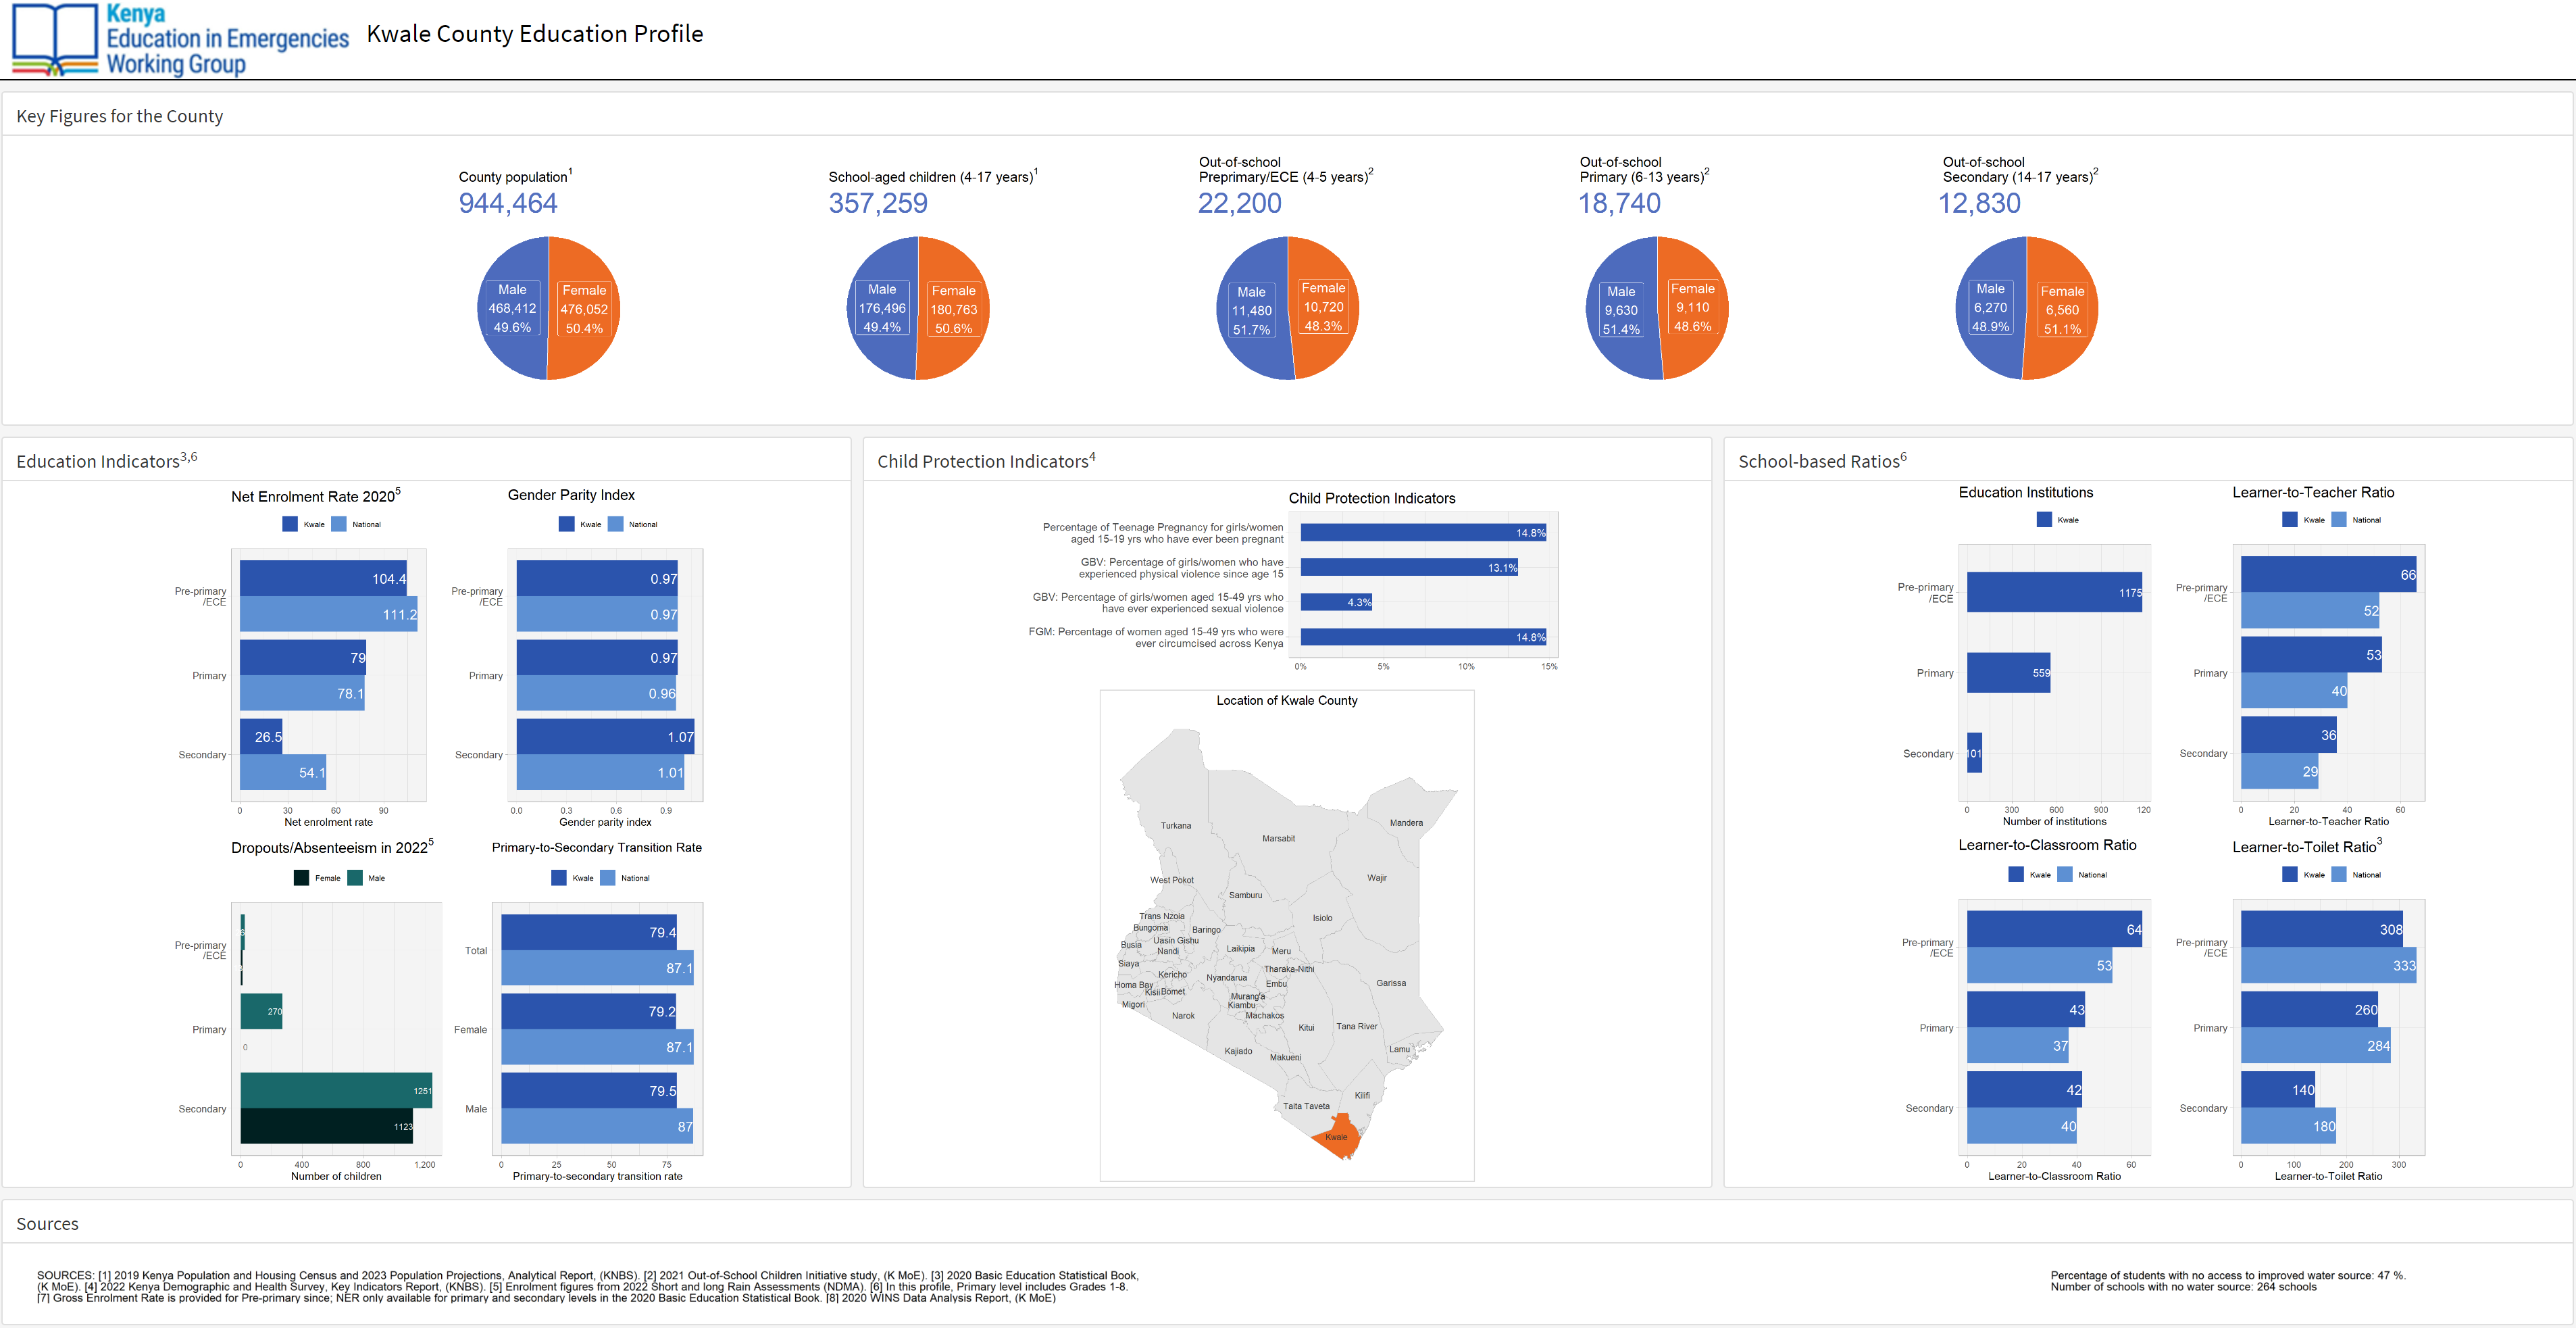 Kenya
Education in Emergencies
Working Group
Kwale County Education Profile
Key Figures for the County
County population1
944,464
Male
468,412
49.6%
Female
476,052
50.4%
School-aged children (4-17 years)1
357,259
Male
176,496
49.4%
Female
180,763
50.6%
Out-of-school
Preprimary/ECE (4-5 years)2
22,200
Male
11,480
51.7%
Female
10,720
48.3%
Out-of-school
Primary (6-13 years)2
18,740
Male
9,630
51.4%
Female
9,110
48.6%
Out-of-school
Secondary (14-17 years)2
12,830
Male
6,270
48.9%
Female
6,560
51.1%
Education Indicators3,6
Net Enrolment Rate 20205
Kwale National
Pre-primary
/ECE
104.4
111.2
Primary
79
78.1
Secondary
26.5
54.1
0 30 60 90
Net enrolment rate
Gender Parity Index
Kwale National
Pre-primary
/ECE
0.97
0.97
Primary
0.97
0.96
Secondary
1.07
1.01
0.0 0.3 0.6 0.9
Gender parity index
Dropouts/Absenteeism in 20225
Female Male
Pre-primary
/ECE
Primary
270
0
Secondary
1251
1123
0 400 800 1,200
Number of children
Primary-to-Secondary Transition Rate
Kwale National
Total
79.4
87.1
Female
79.2
87.1
Male
79.5
87
0 25 50 75
Primary-to-secondary transition rate
Child Protection Indicators4
Child Protection Indicators
Percentage of Teenage Pregnancy for girls/women
aged 15-19 yrs who have ever been pregnant
14.8%
GBV: Percentage of girls/women who have
experienced physical violence since age 15
13.1%
GBV: Percentage of girls/women aged 15-49 yrs who
have ever experienced sexual violence
4.3%
FGM: Percentage of women aged 15-49 yrs who were
ever circumcised across Kenya
14.8%
0% 5% 10% 15%
Location of Kwale County
Turkana
Mandera
Marsabit
Wajir
West Pokot
Samburu
Isiolo
Trans Nzoia
Bungoma
Baringo
Uasin Gishu
Busia
Nandi
Laikipia
Meru
Siaya
Kericho
Nyandarua
Tharaka-Nithi
Embu
Homa Bay
Kisii
Bomet
Garissa
Migori
Murang'a
Kiambu
Narok
Machakos
Kitui
Tana River
Kajiado
Makueni
Lamu
Kilifi
Taita Taveta
Kwale
School-based Ratios6
Education Institutions
Kwale
Pre-primary
/ECE
1175
Primary
559
Secondary
101
0 300 600 900 120
Number of institutions
Learner-to-Teacher Ratio
Kwale National
Pre-primary
/ECE
66
52
Primary
53
40
Secondary
36
29
0 20 40 60
Learner-to-Teacher Ratio
Learner-to-Classroom Ratio
Kwale National
Pre-primary
/ECE
64
53
Primary
43
37
Secondary
42
40
0 20 40 60
Learner-to-Classroom Ratio
Learner-to-Toilet Ratio3
Kwale National
Pre-primary
/ECE
308
333
Primary
260
284
Secondary
140
180
0 100 200 300
Learner-to-Toilet Ratio
Sources
SOURCES: [1] 2019 Kenya Population and Housing Census and 2023 Population Projections, Analytical Report, (KNBS). [2] 2021 Out-of-School Children Initiative study, (K MoE). [3] 2020 Basic Education Statistical Book,
(K MoE). [4] 2022 Kenya Demographic and Health Survey, Key Indicators Report, (KNBS). [5] Enrolment figures from 2022 Short and long Rain Assessments (NDMA). [6] In this profile, Primary level includes Grades 1-8.
[7] Gross Enrolment Rate is provided for Pre-primary since; NER only available for primary and secondary levels in the 2020 Basic Education Statistical Book. [8] 2020 WINS Data Analysis Report, (K MoE)
Percentage of students with no access to improved water source: 47 %.
Number of schools with no water source: 264 schools